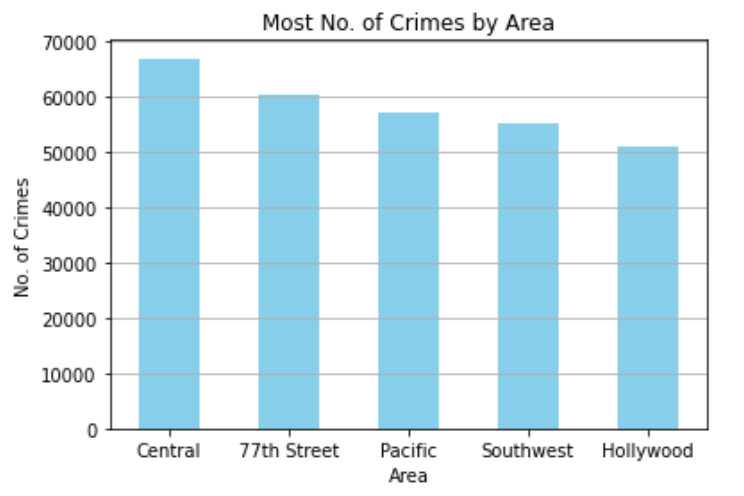 Most No. of Crimes by Area
70000
60000
50000
40000
30000
20000
10000
0
No. of Crimes
Central 77th Street Pacific Southwest Hollywood
Area